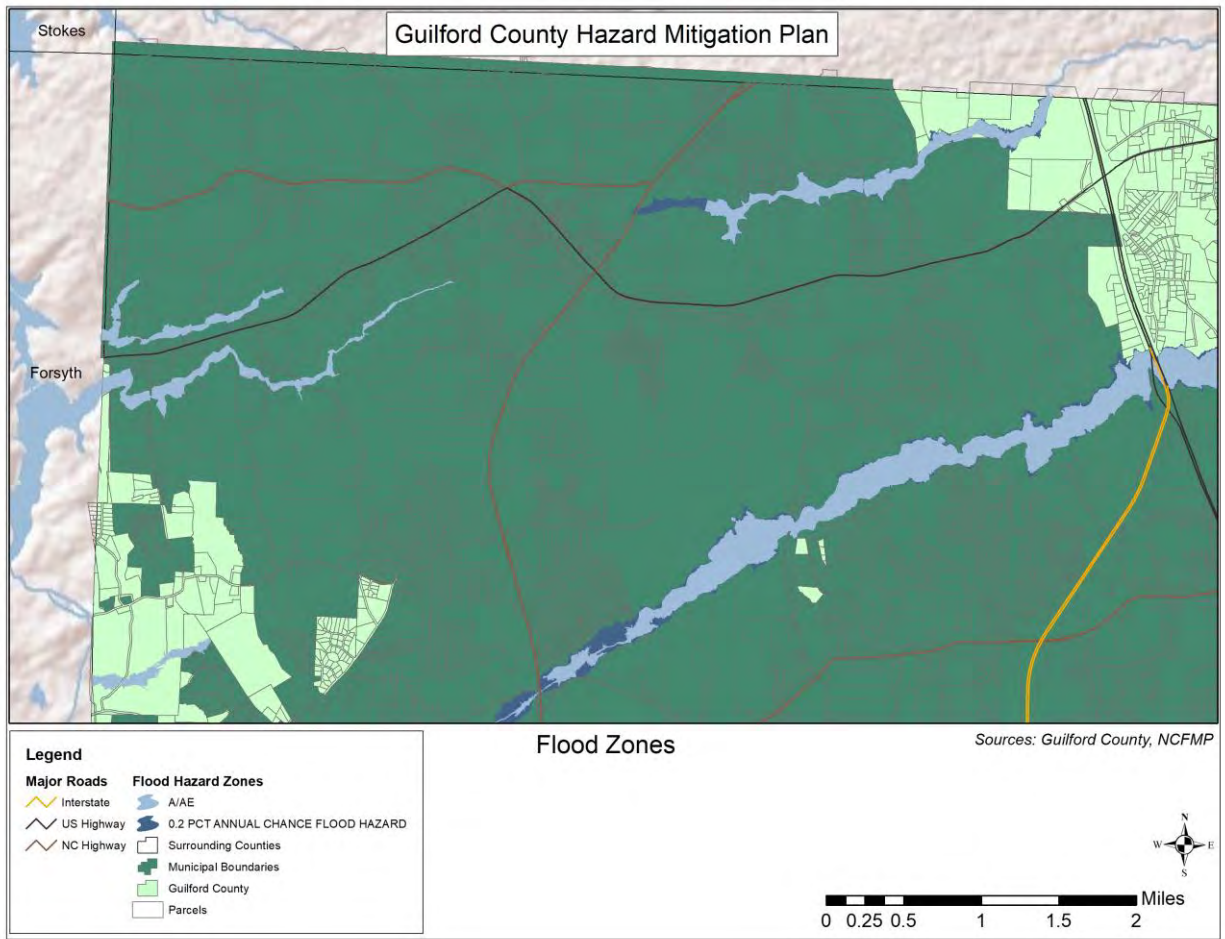 Stokes
Guilford County Hazard Mitigation Plan
Forsyth
Flood Zones
Sources: Guilford County, NCFMP
Legend
Major Roads
Interstate
US Highway
NC Highway
Flood Hazard Zones
A/AE
0.2 PCT ANNUAL CHANCE FLOOD HAZARD
Surrounding Counties
Municipal Boundaries
Guilford County
Parcels
N
W E
S
Miles
0 0.25 0.5 1 1.5 2